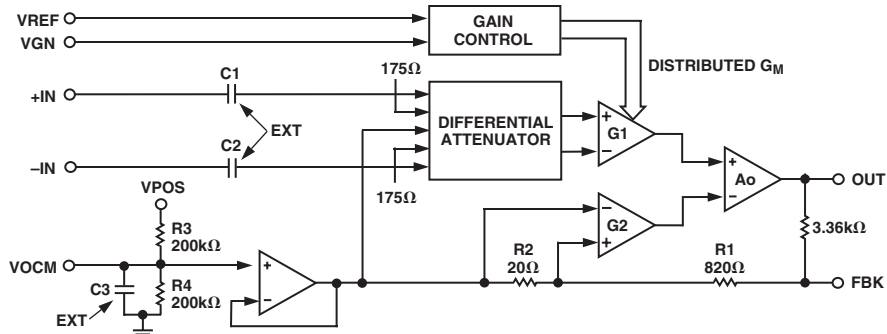 VREF
VGN
GAIN
CONTROL
DISTRIBUTED GM
C1
175Ω
+IN
EXT
DIFFERENTIAL
ATTENUATOR
+
G1
−
C2
−IN
175Ω
+
Ao
−
OUT
VPOS
R3
200kΩ
−
G2
+
3.36kΩ
VOCM
+
−
R2
20Ω
R1
820Ω
C3
R4
200kΩ
FBK
EXT